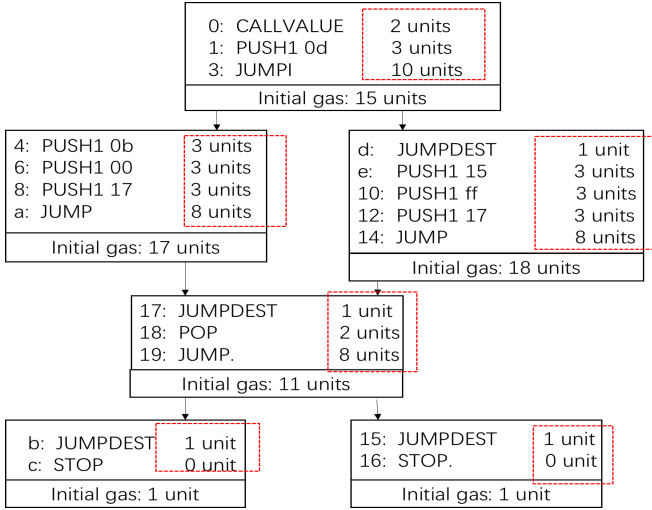 0: CALLVALUE 2 units
1: PUSH1 0d 3 units
3: JUMPI 10 units
Initial gas: 15 units
4: PUSH1 0b 3 units
6: PUSH1 00 3 units
8: PUSH1 17 3 units
a: JUMP 8 units
Initial gas: 17 units
d: JUMPDEST 1 unit
e: PUSH1 15 3 units
10: PUSH1 ff 3 units
12: PUSH1 17 3 units
14: JUMP 8 units
Initial gas: 18 units
17: JUMPDEST 1 unit
18: POP 2 units
19: JUMP. 8 units
Initial gas: 11 units
b: JUMPDEST 1 unit
c: STOP 0 unit
Initial gas: 1 unit
15: JUMPDEST 1 unit
16: STOP. 0 unit
Initial gas: 1 unit